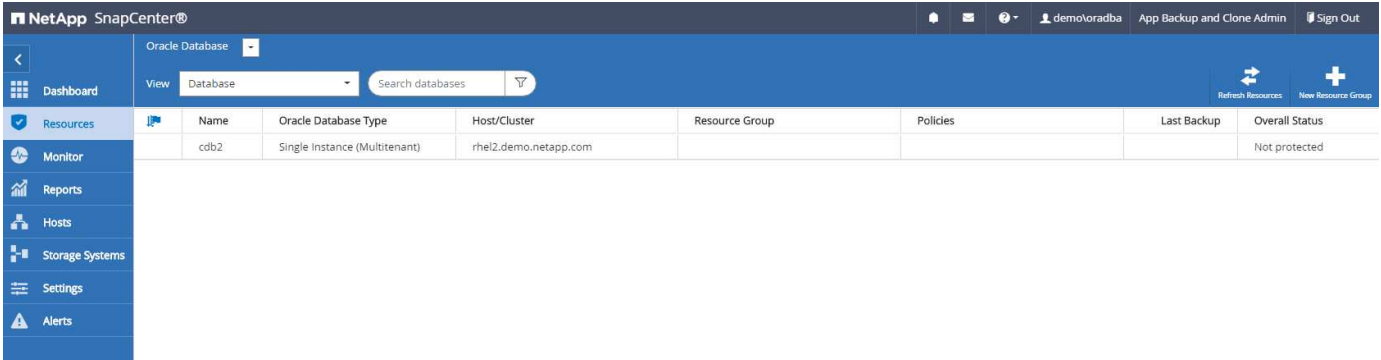 NetApp SnapCenter®
demo\oradba App Backup and Clone Admin Sign Out
Oracle Database
View Database Search databases
Refresh Resources New Resource Group
Dashboard
Resources
Monitor
Reports
Hosts
Storage Systems
Settings
Alerts
Name Oracle Database Type Host/Cluster Resource Group Policies Last Backup Overall Status
cdb2 Single Instance (Multitenant) rhel2.demo.netapp.com Not protected